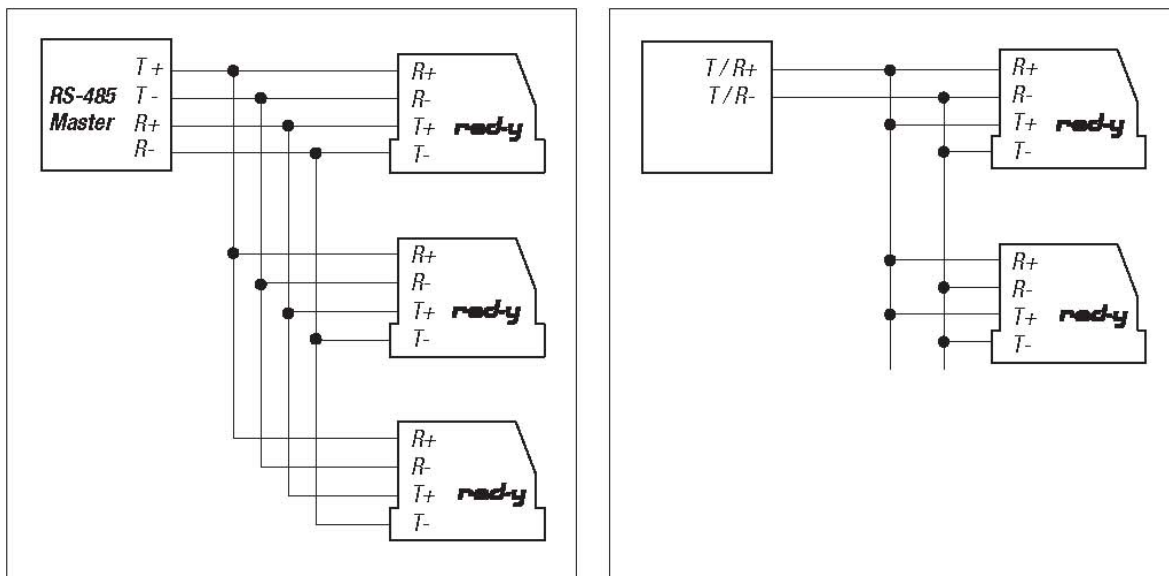 T+
T-
R+
R-
RS-485
Master
R+
R-
T+
T-
red-y
R+
R-
T+
T-
red-y
R+
R-
T+
T-
red-y
T/R+
T/R-
R+
R-
T+
T-
red-y
R+
R-
T+
T-
red-y